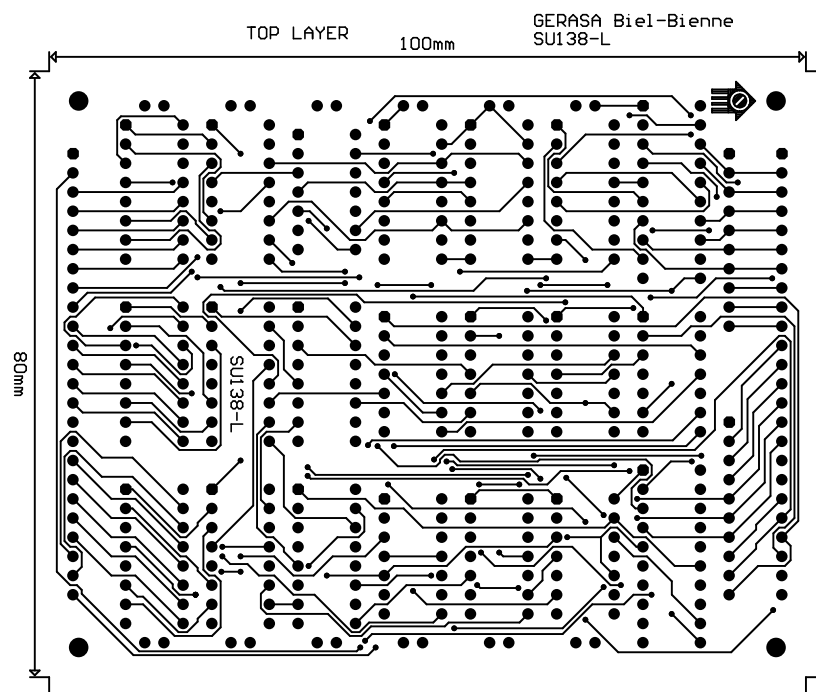 TOP LAYER
100mm
GERASA Biel-Bienne
SU138-L
80mm
SU138-L